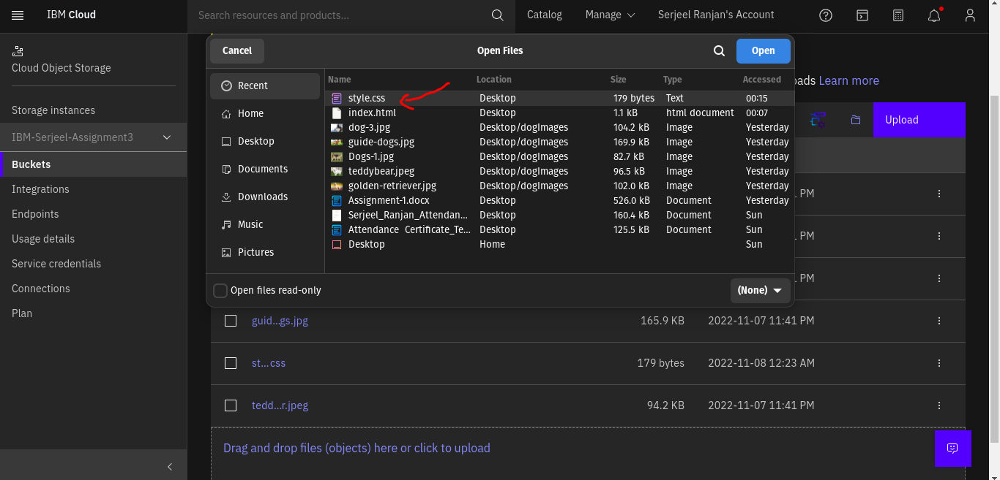 IBM Cloud
Search resources and products...
Catalog
Manage
Serjeel Ranjan's Account
Cloud Object Storage
Storage instances
IBM-Serjeel-Assignment3
Buckets
Integrations
Endpoints
Usage details
Service credentials
Connections
Plan
Cancel
Open Files
Open
Recent
Home
Desktop
Documents
Downloads
Music
Pictures
Name Location Size Type Accessed
style.css Desktop 179 bytes Text 00:15
index.html Desktop 1.1 kB html document 00:07
dog-3.jpg Desktop/dogImages 104.2 kB Image Yesterday
guide-dogs.jpg Desktop/dogImages 169.9 kB Image Yesterday
Dogs-1.jpg Desktop/dogImages 82.7 kB Image Yesterday
teddybear.jpeg Desktop/dogImages 96.5 kB Image Yesterday
golden-retriever.jpg Desktop/dogImages 102.0 kB Image Yesterday
Assignment-1.docx Desktop 526.0 kB Document Yesterday
Serjeel_Ranjan_Attendan... Desktop 160.4 kB Document Sun
Attendance Certificate_Te... Desktop 125.5 kB Document Sun
Desktop Home Sun
Open files read-only
(None)
oads Learn more
Upload
1 PM
1 PM
1 PM
guid...gs.jpg 165.9 KB 2022-11-07 11:41 PM
st...css 179 bytes 2022-11-08 12:23 AM
tedd...r.jpeg 94.2 KB 2022-11-07 11:41 PM
Drag and drop files (objects) here or click to upload